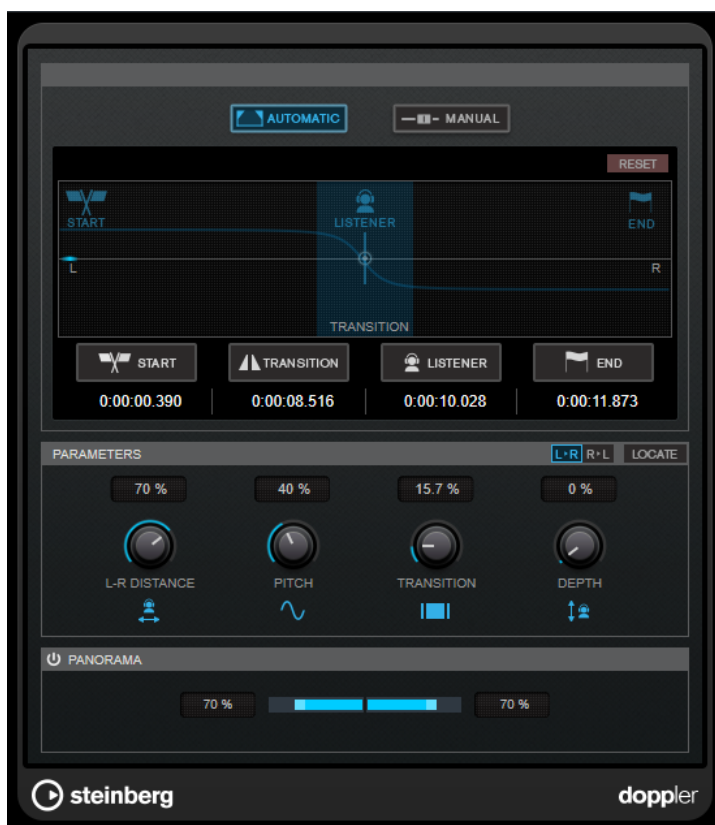 AUTOMATIC MANUAL
RESET
START LISTENER END
L R
TRANSITION
START TRANSITION LISTENER END
0:00:00.390 0:00:08.516 0:00:10.028 0:00:11.873
PARAMETERS L▸R R▸L LOCATE
70 % 40 % 15.7 % 0 %
L-R DISTANCE PITCH TRANSITION DEPTH
PANORAMA
70 % 70 %
steinberg doppler